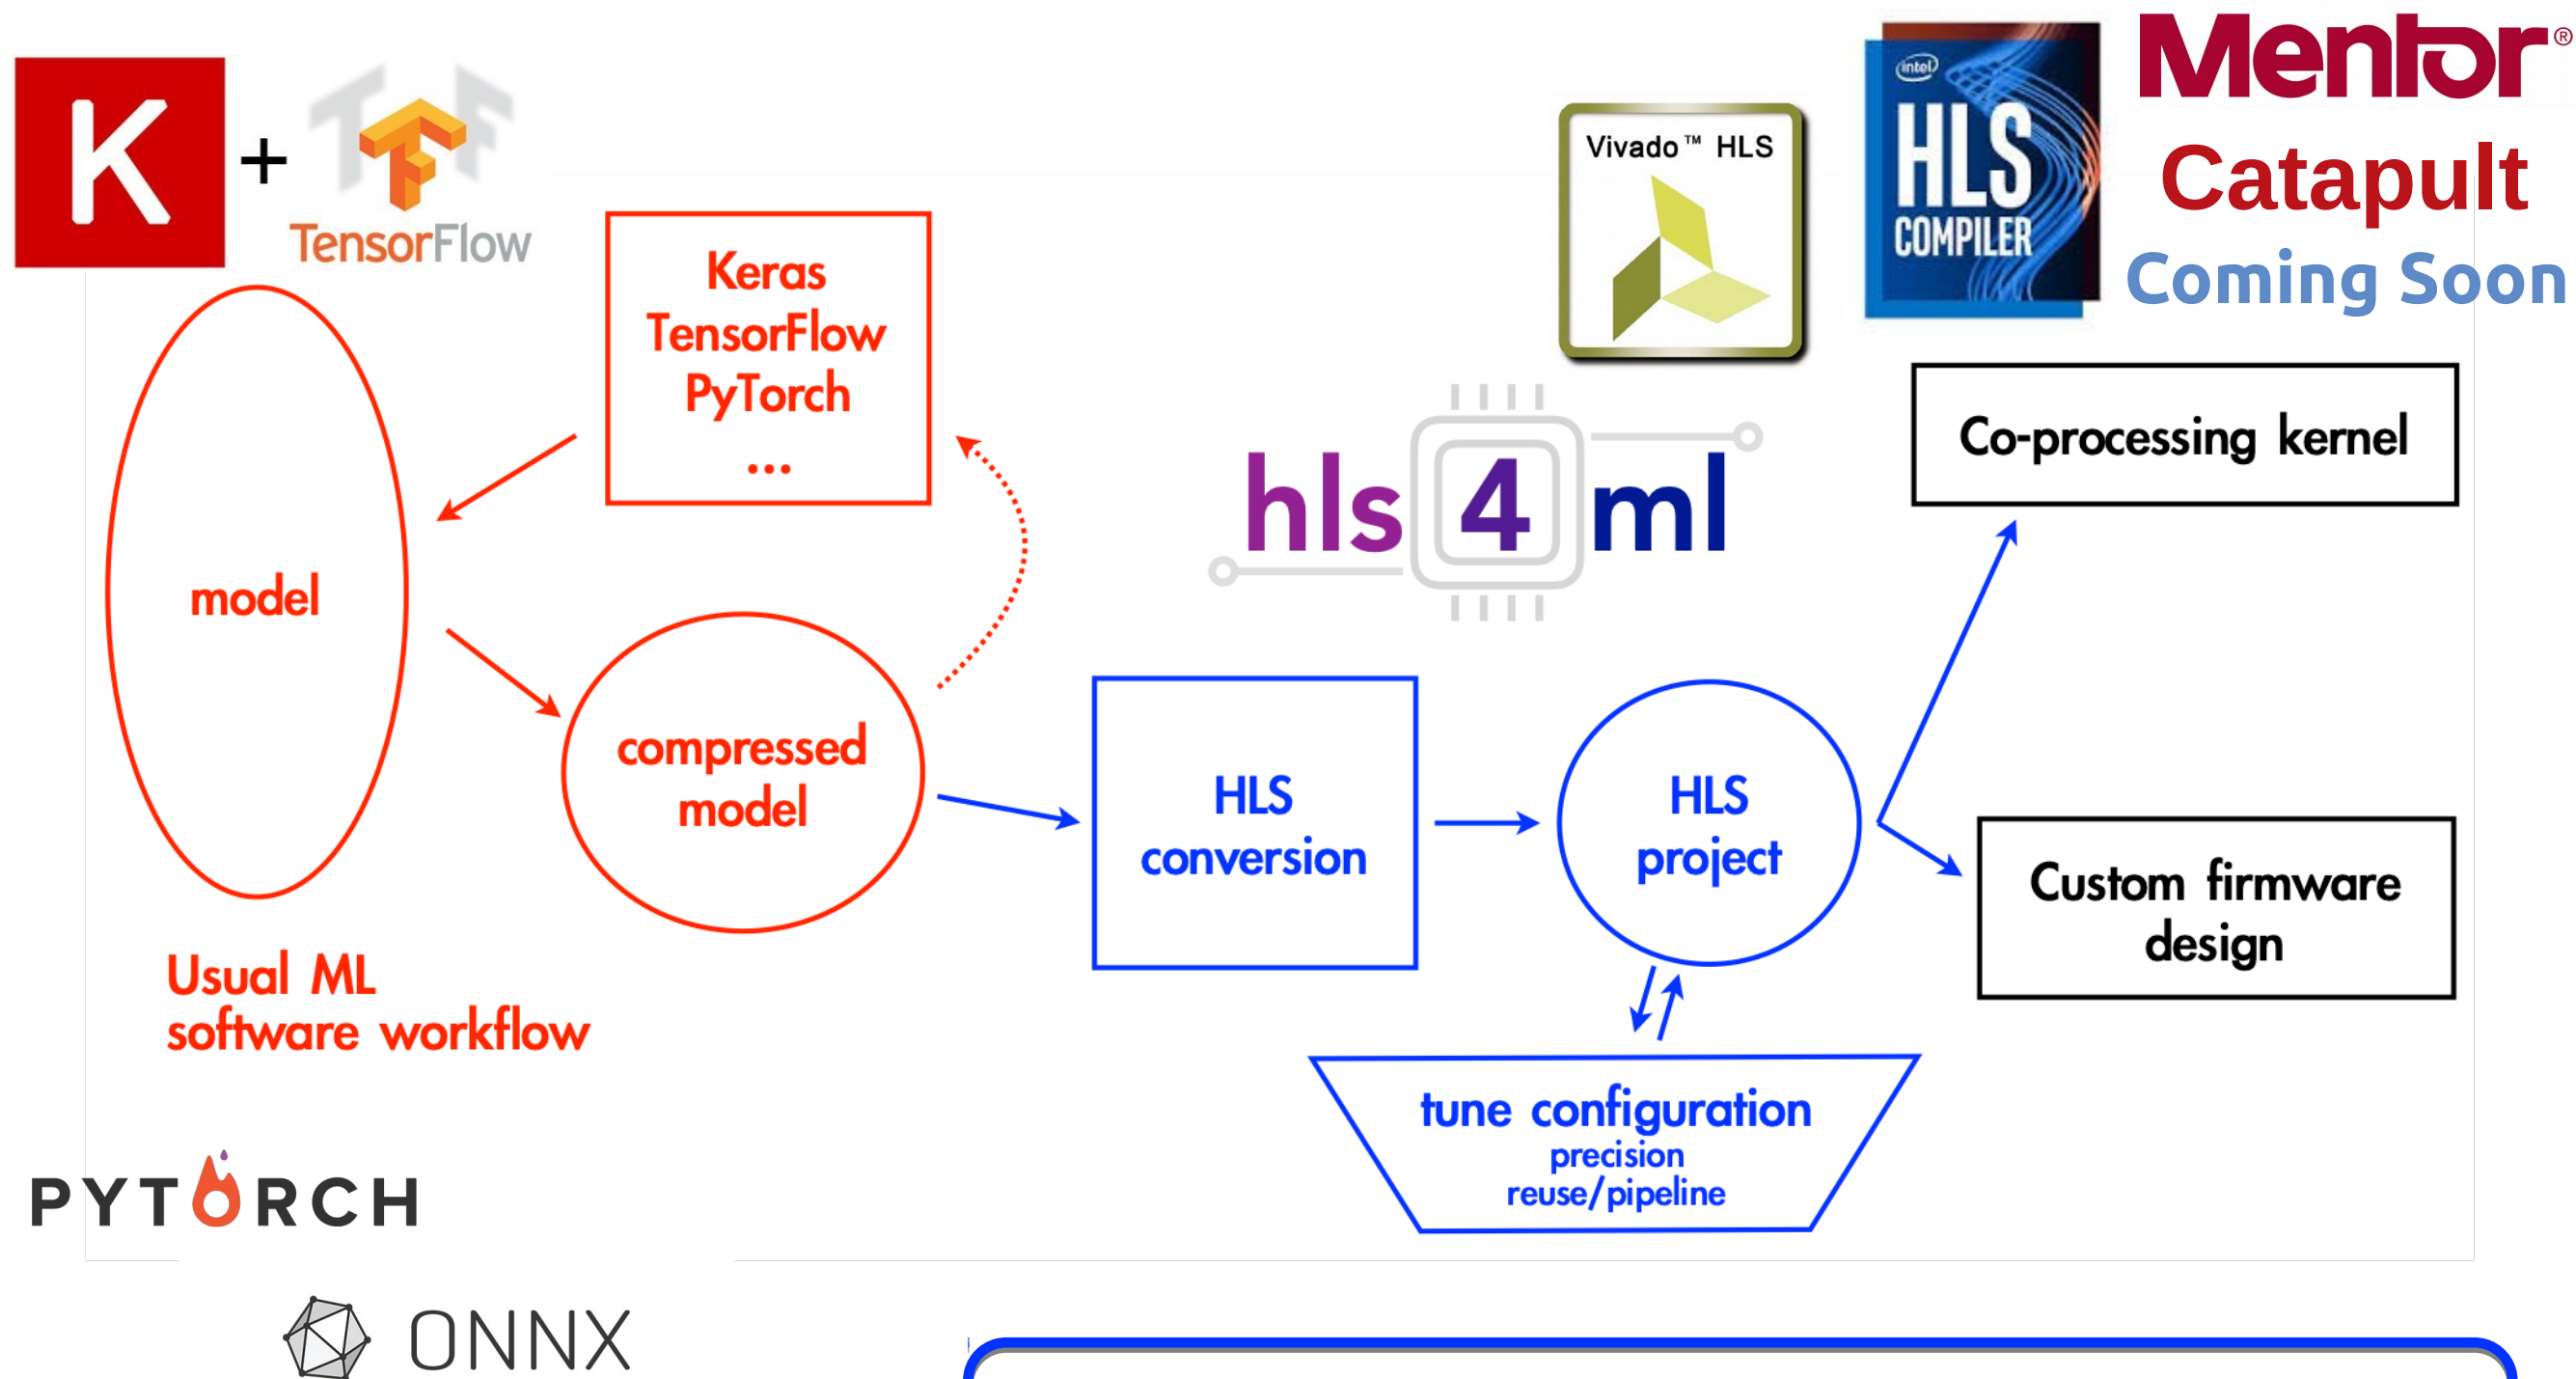 K
+
TF
TensorFlow
Keras
TensorFlow
PyTorch
...
model
compressed
model
Usual ML
software workflow
PYTORCH
ONNX
Vivado™ HLS
intel
HLS
COMPILER
Mentor®
Catapult
Coming Soon
hls 4 ml
HLS
conversion
HLS
project
tune configuration
precision
reuse/pipeline
Co-processing kernel
Custom firmware
design